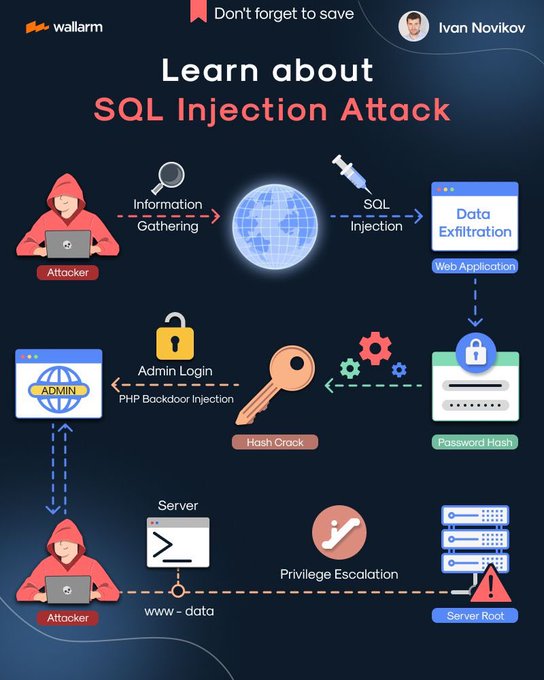 Don't forget to save
wallarm
Ivan Novikov
Learn about
SQL Injection Attack
Information
Gathering
SQL
Injection
Data
Exfiltration
Attacker
Web Application
Admin Login
PHP Backdoor Injection
ADMIN
Hash Crack
Password Hash
Server
Privilege Escalation
www - data
Attacker
Server Root